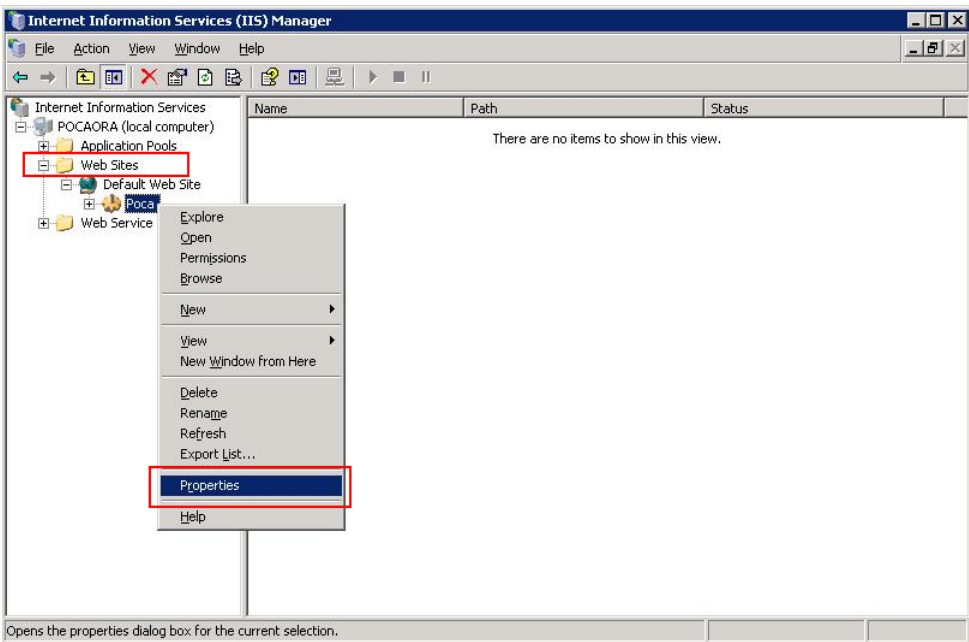 Internet Information Services (IIS) Manager
File Action View Window Help
Internet Information Services
POCAORA (local computer)
Application Pools
Web Sites
Default Web Site
Poca
Web Service
Name Path Status
There are no items to show in this view.
Explore
Open
Permissions
Browse
New
View
New Window from Here
Delete
Rename
Refresh
Export List...
Properties
Help
Opens the properties dialog box for the current selection.